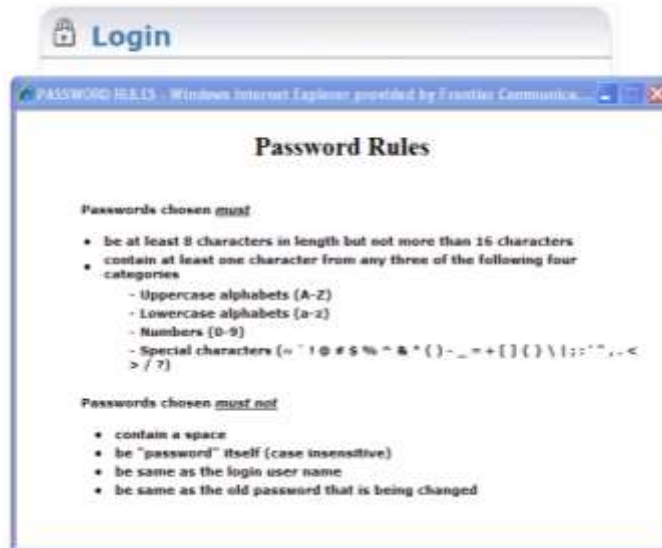 Login
PASSWORD RULES - Windows Internet Explorer provided by Frontier Communica...
Password Rules
Passwords chosen must
• be at least 8 characters in length but not more than 16 characters
• contain at least one character from any three of the following four
categories
- Uppercase alphabets (A-Z)
- Lowercase alphabets (a-z)
- Numbers (0-9)
- Special characters (~ ` ! @ # $ % ^ & * ( ) - _ = + [ ] { } \ | ; : ' " , . <
> / ?)
Passwords chosen must not
• contain a space
• be "password" itself (case insensitive)
• be same as the login user name
• be same as the old password that is being changed